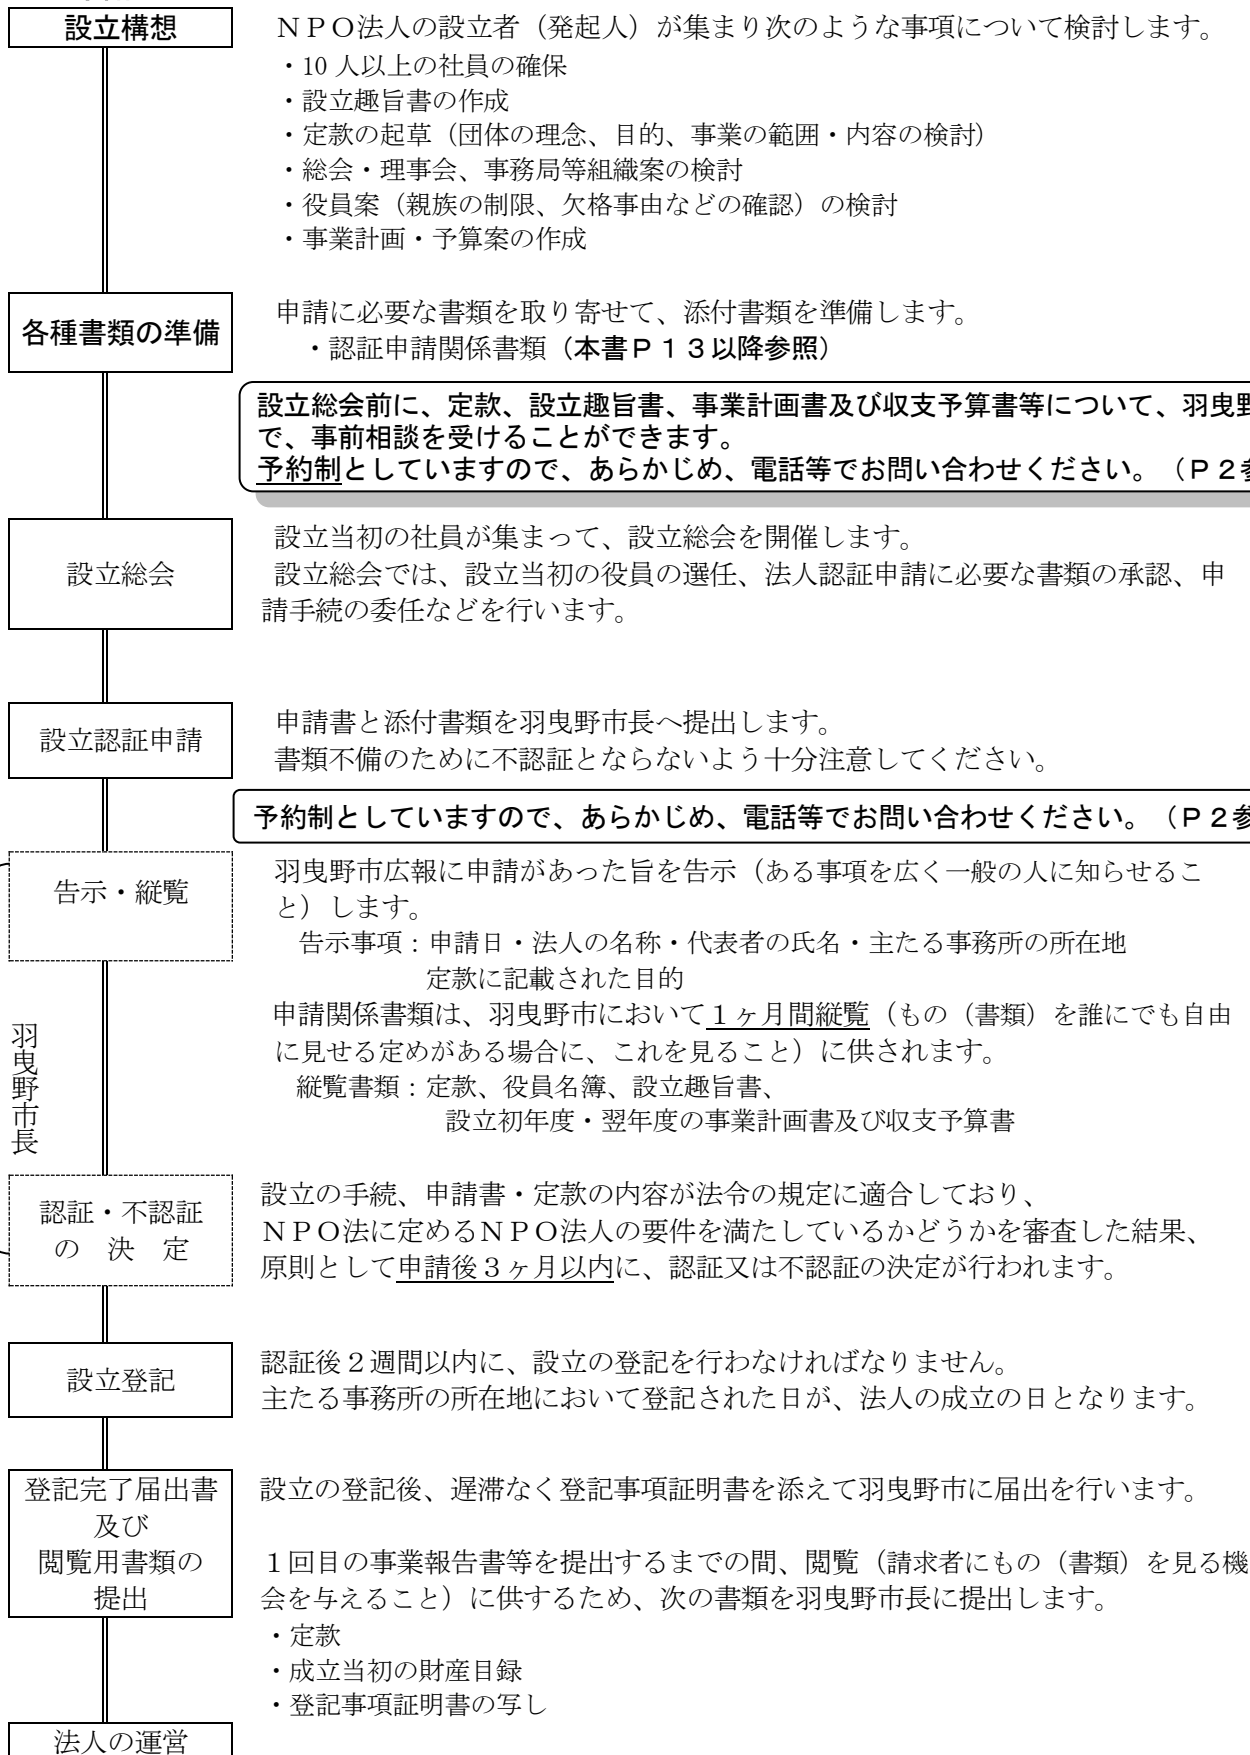 設立構想
ＮＰＯ法人の設立者（発起人）が集まり次のような事項について検討します。
・10 人以上の社員の確保
・設立趣旨書の作成
・定款の起草（団体の理念、目的、事業の範囲・内容の検討）
・総会・理事会、事務局等組織案の検討
・役員案（親族の制限、欠格事由などの確認）の検討
・事業計画・予算案の作成
各種書類の準備
申請に必要な書類を取り寄せて、添付書類を準備します。
・認証申請関係書類（本書Ｐ１３以降参照）
設立総会前に、定款、設立趣旨書、事業計画書及び収支予算書等について、羽曳野
で、事前相談を受けることができます。
予約制としていますので、あらかじめ、電話等でお問い合わせください。（Ｐ２参
設立総会
設立当初の社員が集まって、設立総会を開催します。
設立総会では、設立当初の役員の選任、法人認証申請に必要な書類の承認、申
請手続の委任などを行います。
設立認証申請
申請書と添付書類を羽曳野市長へ提出します。
書類不備のために不認証とならないよう十分注意してください。
予約制としていますので、あらかじめ、電話等でお問い合わせください。（Ｐ２参
告示・縦覧
羽曳野市広報に申請があった旨を告示（ある事項を広く一般の人に知らせるこ
と）します。
告示事項：申請日・法人の名称・代表者の氏名・主たる事務所の所在地
定款に記載された目的
申請関係書類は、羽曳野市において１ヶ月間縦覧（もの（書類）を誰にでも自由
に見せる定めがある場合に、これを見ること）に供されます。
縦覧書類：定款、役員名簿、設立趣旨書、
設立初年度・翌年度の事業計画書及び収支予算書
羽曳野市長
認証・不認証
の　決　定
設立の手続、申請書・定款の内容が法令の規定に適合しており、
ＮＰＯ法に定めるＮＰＯ法人の要件を満たしているかどうかを審査した結果、
原則として申請後３ヶ月以内に、認証又は不認証の決定が行われます。
設立登記
認証後２週間以内に、設立の登記を行わなければなりません。
主たる事務所の所在地において登記された日が、法人の成立の日となります。
登記完了届出書
及び
閲覧用書類の
提出
設立の登記後、遅滞なく登記事項証明書を添えて羽曳野市に届出を行います。
１回目の事業報告書等を提出するまでの間、閲覧（請求者にもの（書類）を見る機
会を与えること）に供するため、次の書類を羽曳野市長に提出します。
・定款
・成立当初の財産目録
・登記事項証明書の写し
法人の運営